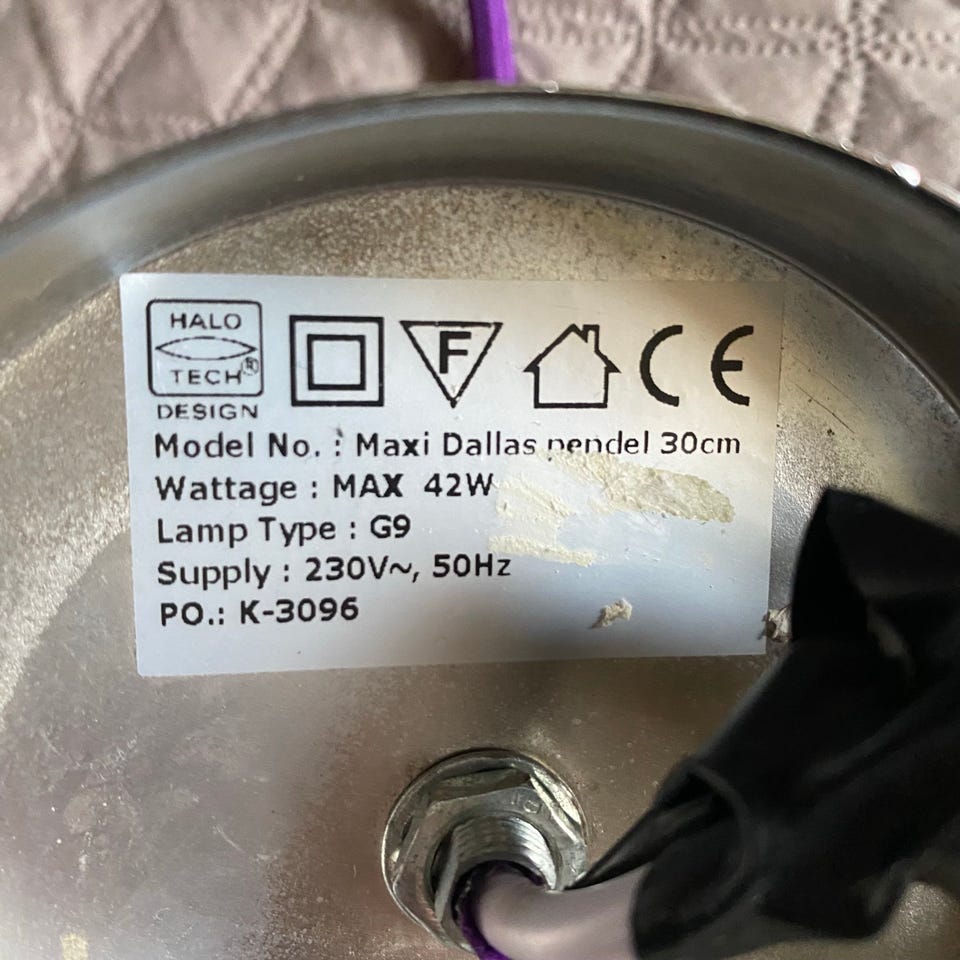 HALO
TECH®
DESIGN
F
CE
Model No. : Maxi Dallas pendel 30cm
Wattage : MAX 42W
Lamp Type : G9
Supply : 230V~, 50Hz
PO.: K-3096